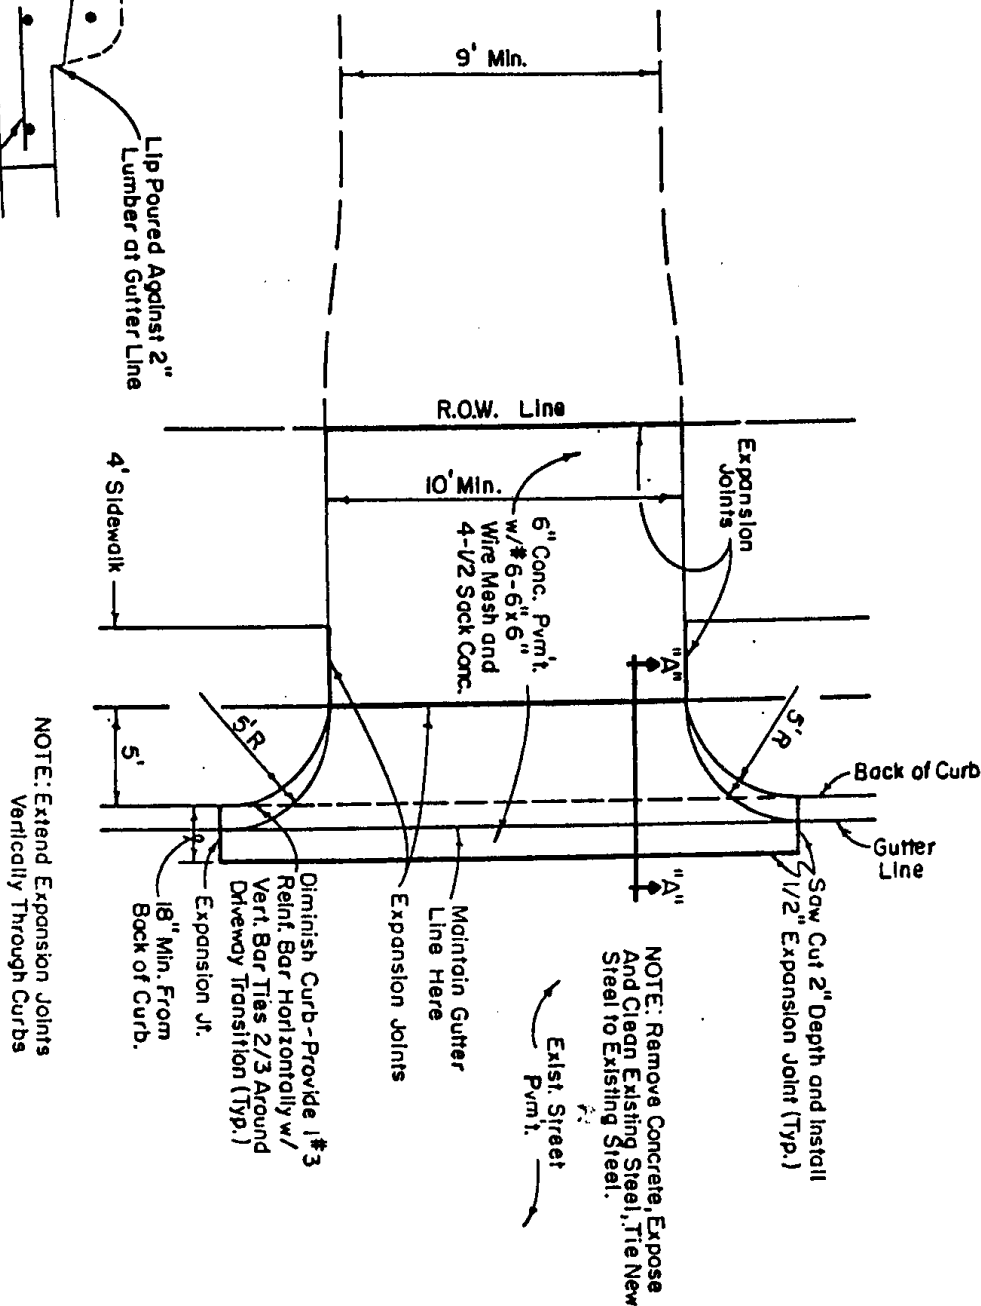 9' Min.
Lip Poured Against 2"
Lumber at Gutter Line
R.O.W. Line
Expansion
Joints
10' Min.
6" Conc. Pvm't.
w/#6-6"x6"
Wire Mesh and
4-1/2 Sack Conc.
4' Sidewalk
"A"
"A"
5'R
5'R
5'
Back of Curb
Gutter
Line
Saw Cut 2" Depth and Install
1/2" Expansion Joint (Typ.)
NOTE: Remove Concrete, Expose
And Clean Existing Steel, Tie New
Steel to Existing Steel.
Exist. Street
Pvm't.
Maintain Gutter
Line Here
Expansion Joints
Diminish Curb-Provide 1#3
Reinf. Bar Horizontally w/
Vert. Bar Ties 2/3 Around
Driveway Transition (Typ.)
Expansion Jt.
18" Min. From
Back of Curb.
NOTE: Extend Expansion Joints
Vertically Through Curbs